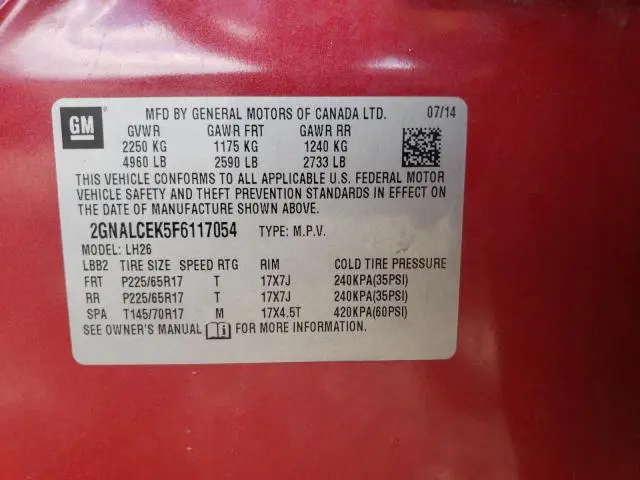 GM
MFD BY GENERAL MOTORS OF CANADA LTD. 07/14
GVWR GAWR FRT GAWR RR
2250 KG 1175 KG 1240 KG
4960 LB 2590 LB 2733 LB
THIS VEHICLE CONFORMS TO ALL APPLICABLE U.S. FEDERAL MOTOR
VEHICLE SAFETY AND THEFT PREVENTION STANDARDS IN EFFECT ON
THE DATE OF MANUFACTURE SHOWN ABOVE.
2GNALCEK5F6117054 TYPE: M.P.V.
MODEL: LH26
LBB2 TIRE SIZE SPEED RTG RIM COLD TIRE PRESSURE
FRT P225/65R17 T 17X7J 240KPA(35PSI)
RR P225/65R17 T 17X7J 240KPA(35PSI)
SPA T145/70R17 M 17X4.5T 420KPA(60PSI)
SEE OWNER'S MANUAL FOR MORE INFORMATION.